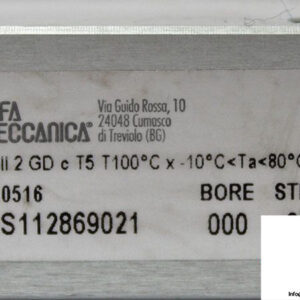 FA
ECCANICA®
Via Guido Rossa, 10
24048 Curnasco
di Treviolo (BG)
II 2 GD c T5 T100°C x -10°C<Ta<80°C
0516
BORE
S112869021
000